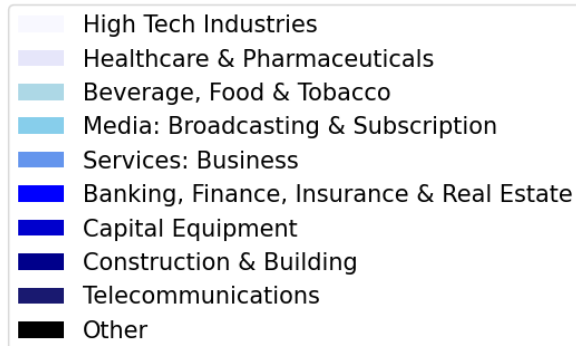 High Tech Industries
Healthcare & Pharmaceuticals
Beverage, Food & Tobacco
Media: Broadcasting & Subscription
Services: Business
Banking, Finance, Insurance & Real Estate
Capital Equipment
Construction & Building
Telecommunications
Other